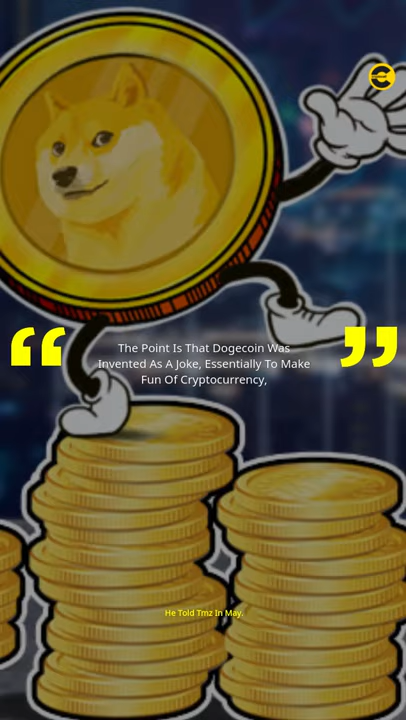 “
The Point Is That Dogecoin Was
Invented As A Joke, Essentially To Make
Fun Of Cryptocurrency,
”
He Told Tmz In May.